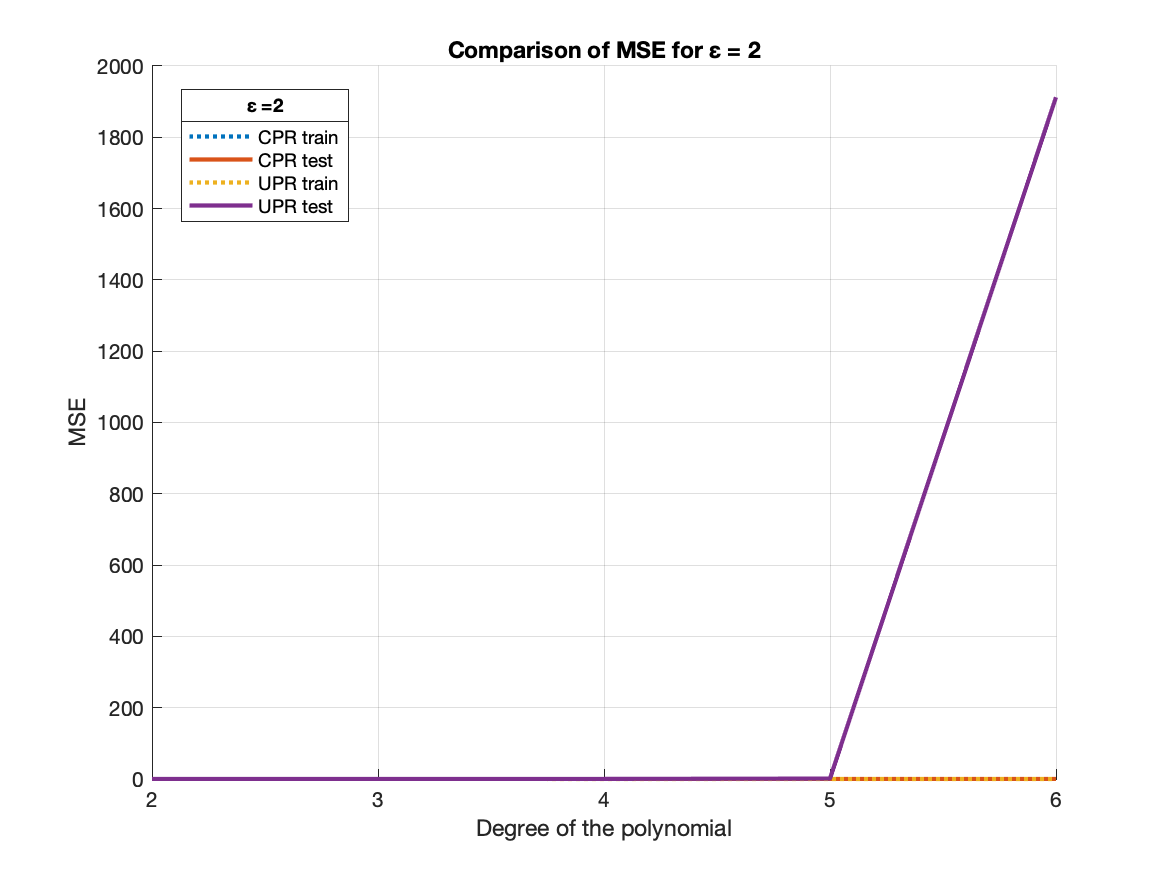 Comparison of MSE for ε = 2
2000
1800
1600
1400
1200
1000
800
600
400
200
0
MSE
ε =2
CPR train
CPR test
UPR train
UPR test
2 3 4 5 6
Degree of the polynomial